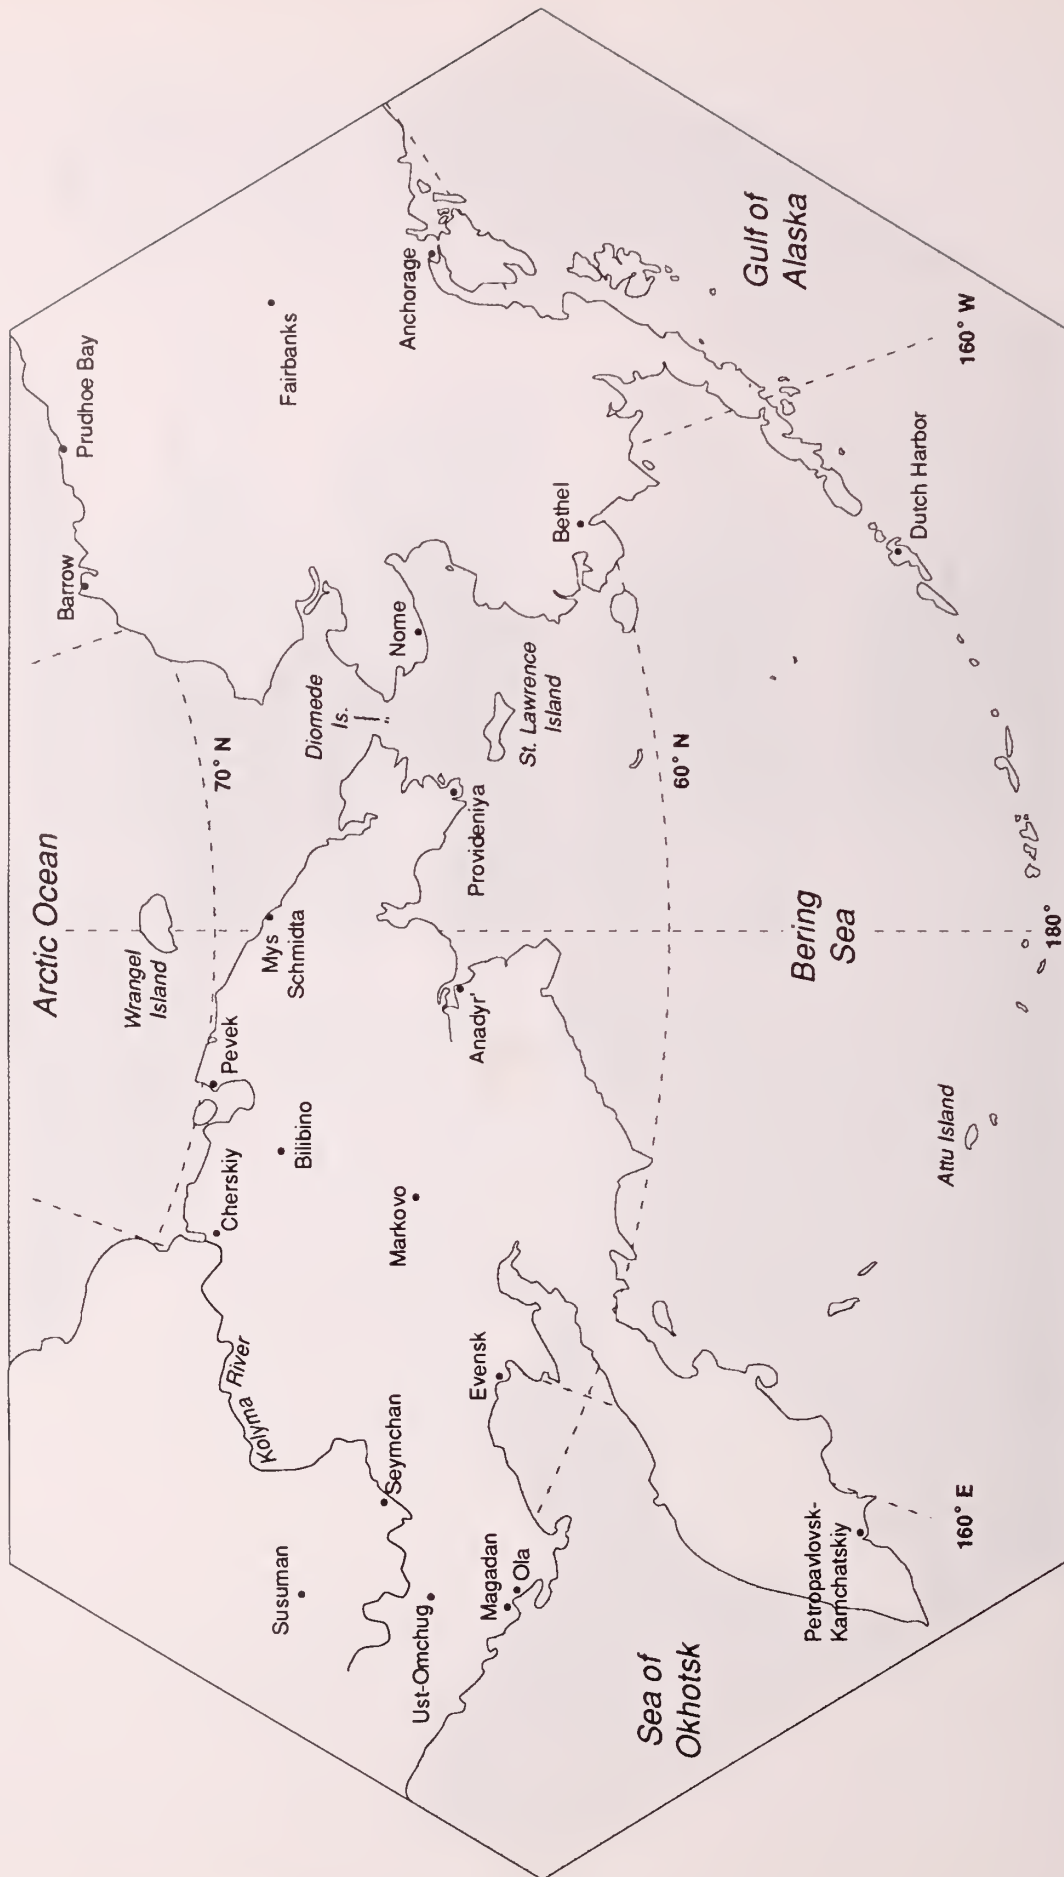 Arctic Ocean
Wrangel
Island
Barrow
Prudhoe Bay
70° N
Pevek
Cherskiy
Mys
Schmidta
Bilibino
Kolyma River
Susuman
Seymchan
Markovo
Diomede
Is.
Nome
Fairbanks
Anchorage
Anadyr'
Provideniya
St. Lawrence
Island
Bethel
Ust-Omchug
Magadan
Ola
Evensk
60° N
Sea of
Okhotsk
Bering
Sea
Gulf of
Alaska
Petropavlovsk-
Kamchatskiy
Attu Island
Dutch Harbor
160° E
180°
160° W